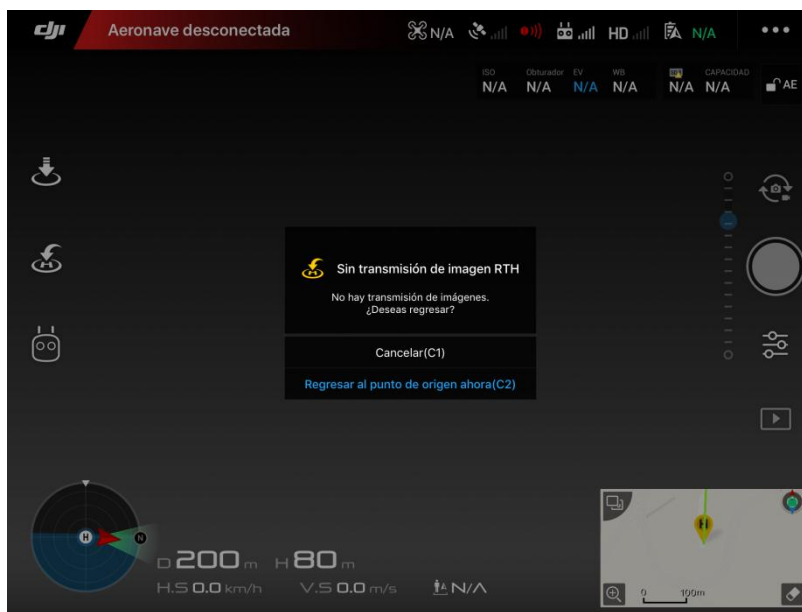 dji Aeronave desconectada N/A HD N/A
ISO Obturador EV WB CAPACIDAD
N/A N/A N/A N/A N/A N/A AE
Sin transmisión de imagen RTH
No hay transmisión de imágenes.
¿Deseas regresar?
Cancelar(C1)
Regresar al punto de origen ahora(C2)
H N
H
D 200 m H 80 m
H.S 0.0 km/h V.S 0.0 m/s N/A
0 100m